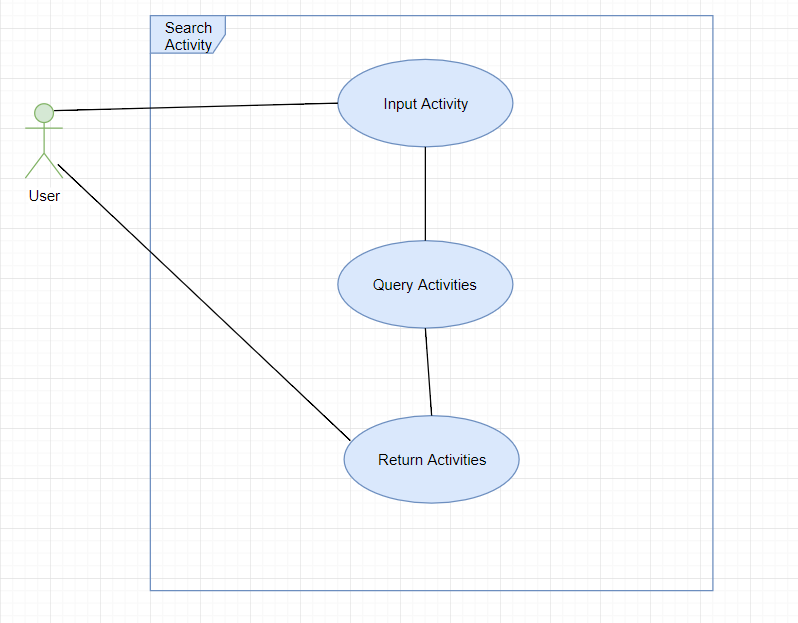 Search
Activity
Input Activity
User
Query Activities
Return Activities